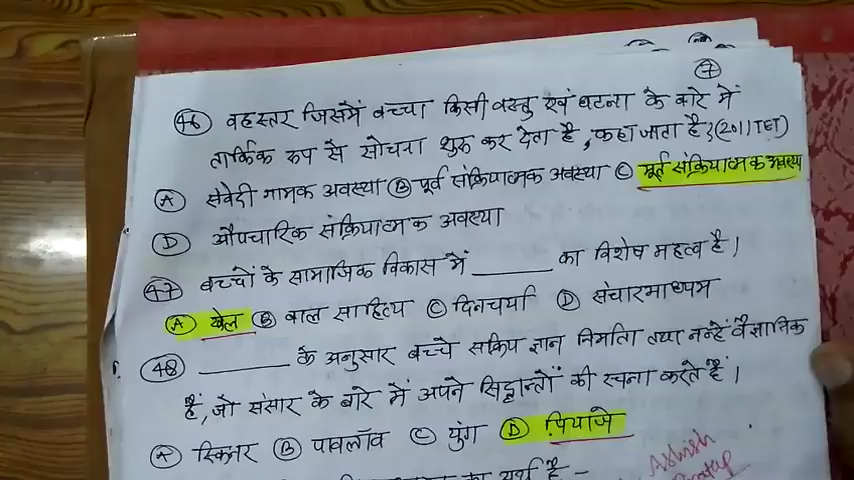 7
46 वह स्तर जिसमें बच्चा किसी वस्तु एवं घटना के बारे में
तार्किक रूप से सोचना शुरू कर देता है, कहा जाता है? (2011 TET)
A संवेदी गामक अवस्था B पूर्व संक्रियात्मक अवस्था C मूर्त संक्रियात्मक अवस्था
D औपचारिक संक्रियात्मक अवस्था
47 बच्चों के सामाजिक विकास में ______ का विशेष महत्व है।
A खेल B बाल साहित्य C दिनचर्या D संचारमाध्यम
48 ______ के अनुसार बच्चे सक्रिय ज्ञान निर्माता तथा नन्हें वैज्ञानिक
हैं, जो संसार के बारे में अपने सिद्धान्तों की रचना करते हैं।
A स्किनर B पावलॉव C युंग D पियाजे
का अर्थ है -
Ashish